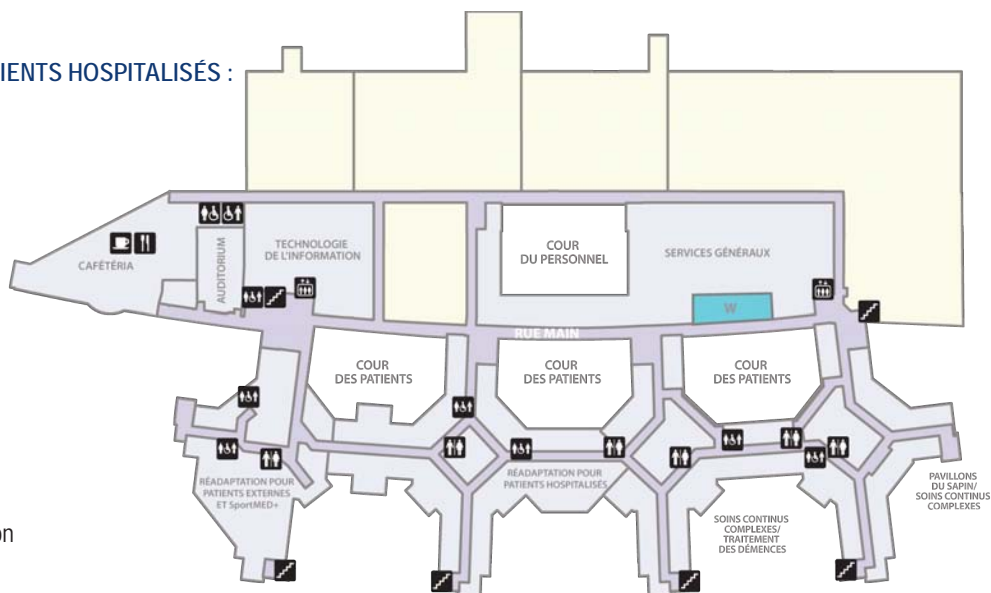 IENTS HOSPITALISÉS :
COUR
DU PERSONNEL
TECHNOLOGIE
DE L'INFORMATION
SERVICES GÉNÉRAUX
CAFÉTÉRIA
AUDITORIUM
W
RUE MAIN
COUR
DES PATIENTS
COUR
DES PATIENTS
COUR
DES PATIENTS
RÉADAPTATION POUR
PATIENTS EXTERNES
ET SportMED+
RÉADAPTATION POUR
PATIENTS HOSPITALISÉS
PAVILLONS
DU SAPIN/
SOINS CONTINUS
COMPLEXES
SOINS CONTINUS
COMPLEXES/
TRAITEMENT
DES DÉMENCES
on